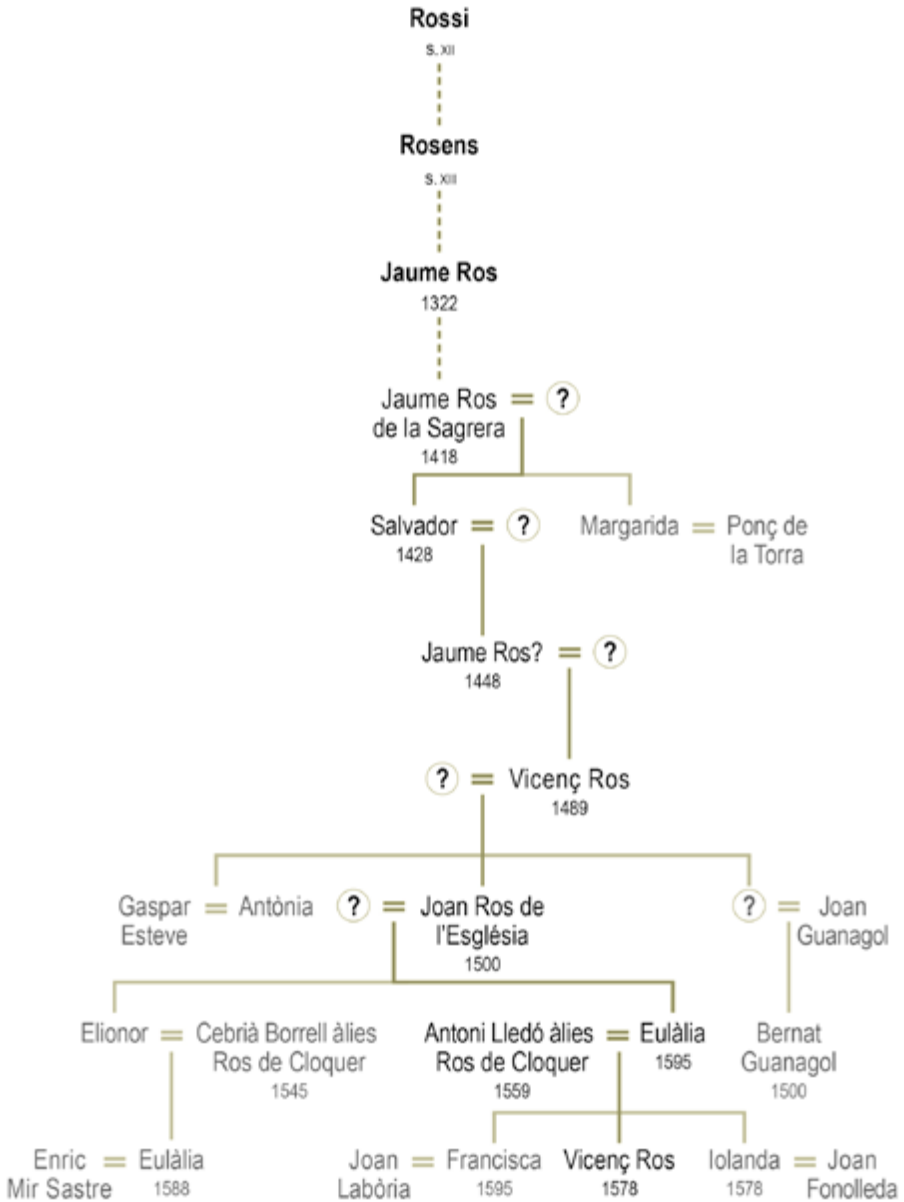 Rossi
S. XII
Rosens
S. XIII
Jaume Ros
1322
Jaume Ros = ?
de la Sagrera
1418
Salvador = ? Margarida = Ponç de
1428 la Torra
Jaume Ros? = ?
1448
? = Vicenç Ros
1489
Gaspar = Antònia ? = Joan Ros de ? = Joan
Esteve l'Església Guanagol
1500
Elionor = Cebrià Borrell àlies Antoni Lledó àlies = Eulàlia Bernat
Ros de Cloquer Ros de Cloquer 1595 Guanagol
1545 1559 1500
Enric = Eulàlia Joan = Francisca Vicenç Ros Iolanda = Joan
Mir Sastre 1588 Labòria 1595 1578 1578 Fonolleda